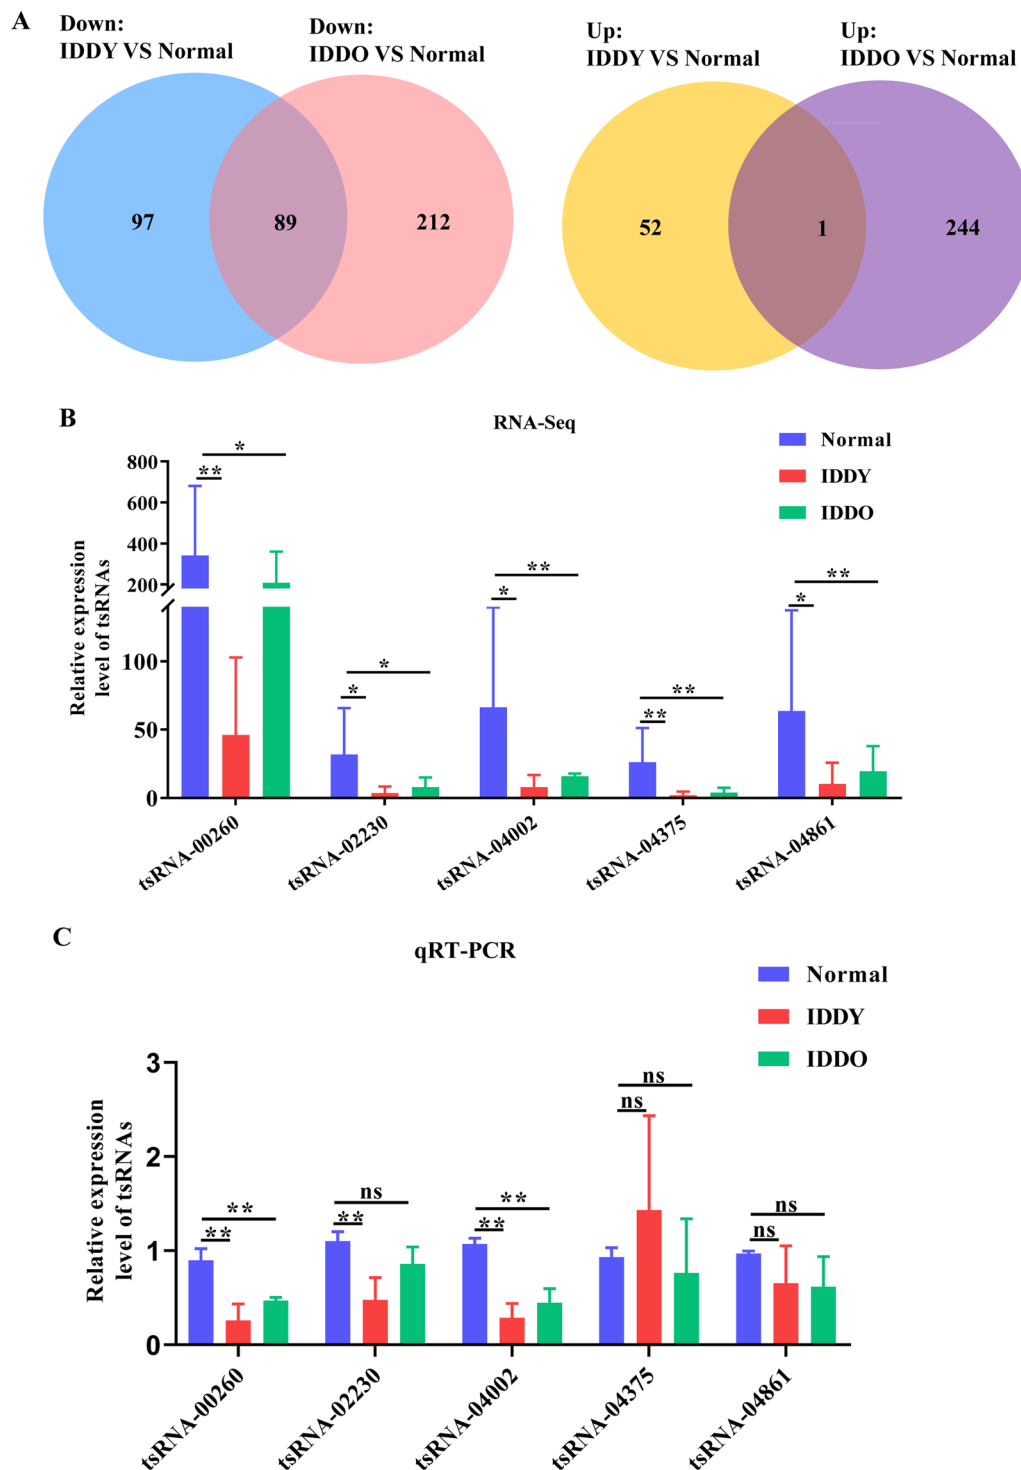 A
Down:
IDDY VS Normal
Down:
IDDO VS Normal
Up:
IDDY VS Normal
Up:
IDDO VS Normal
97
89
212
52
1
244
B
RNA-Seq
Normal
IDDY
IDDO
Relative expression
level of tsRNAs
800
600
400
200
100
50
0
**
*
*
*
*
**
**
**
*
**
tsRNA-00260
tsRNA-02230
tsRNA-04002
tsRNA-04375
tsRNA-04861
C
qRT-PCR
Normal
IDDY
IDDO
Relative expression
level of tsRNAs
3
2
1
0
**
**
**
ns
**
**
ns
ns
ns
ns
tsRNA-00260
tsRNA-02230
tsRNA-04002
tsRNA-04375
tsRNA-04861